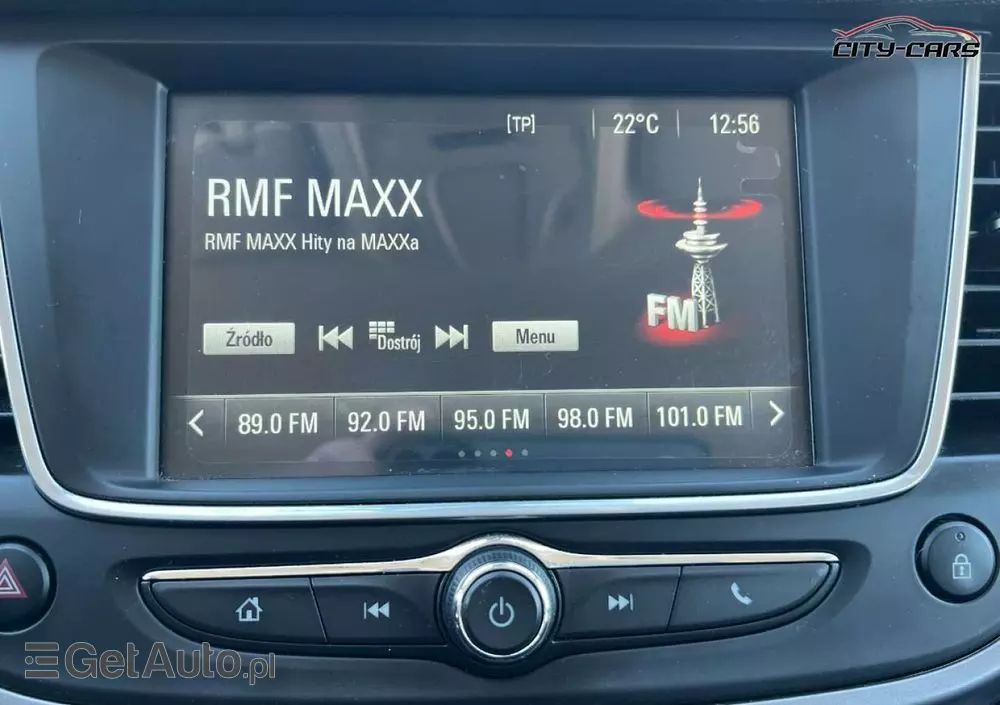 CITY-CARS
[TP] 22°C 12:56
RMF MAXX
RMF MAXX Hity na MAXXa
FM
Źródło Dostrój Menu
89.0 FM 92.0 FM 95.0 FM 98.0 FM 101.0 FM
GetAuto.pl